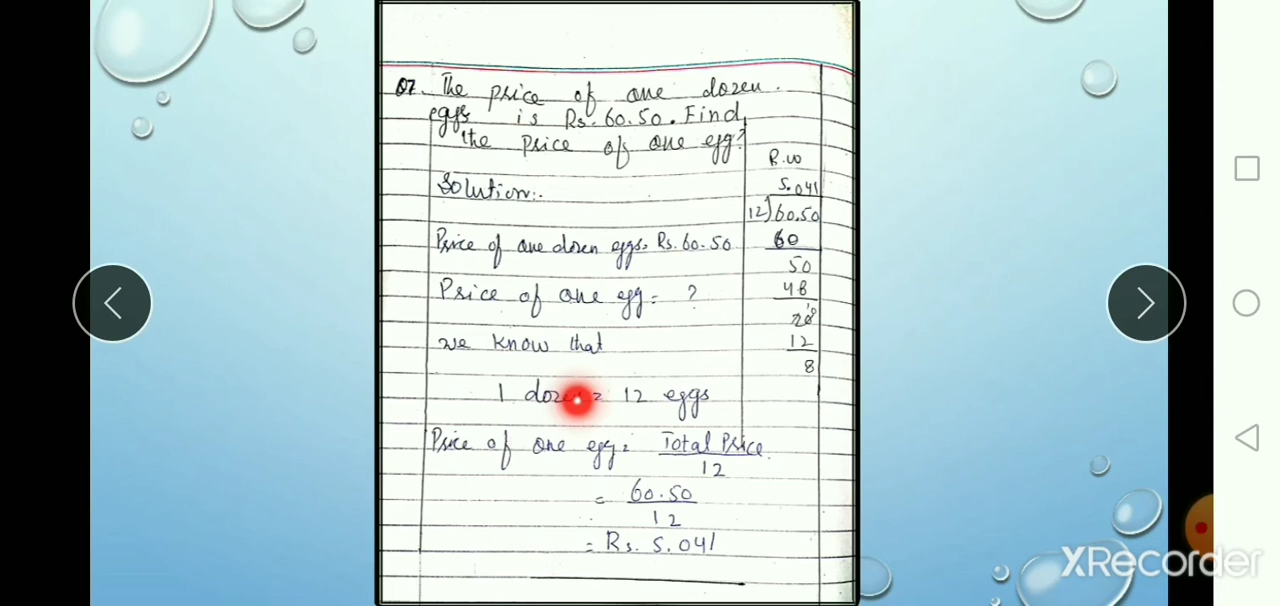 Q7. The price of one dozen
eggs is Rs. 60.50. Find
the price of one egg?
R.W
Solution:.
5.041
12)60.50
Price of one dozen eggs= Rs. 60.50
60
50
Price of one egg = ?
48
20
we know that
12
8
1 dozen = 12 eggs
Price of one egg = Total Price
12
= 60.50
12
= Rs. 5.041
XRecorder